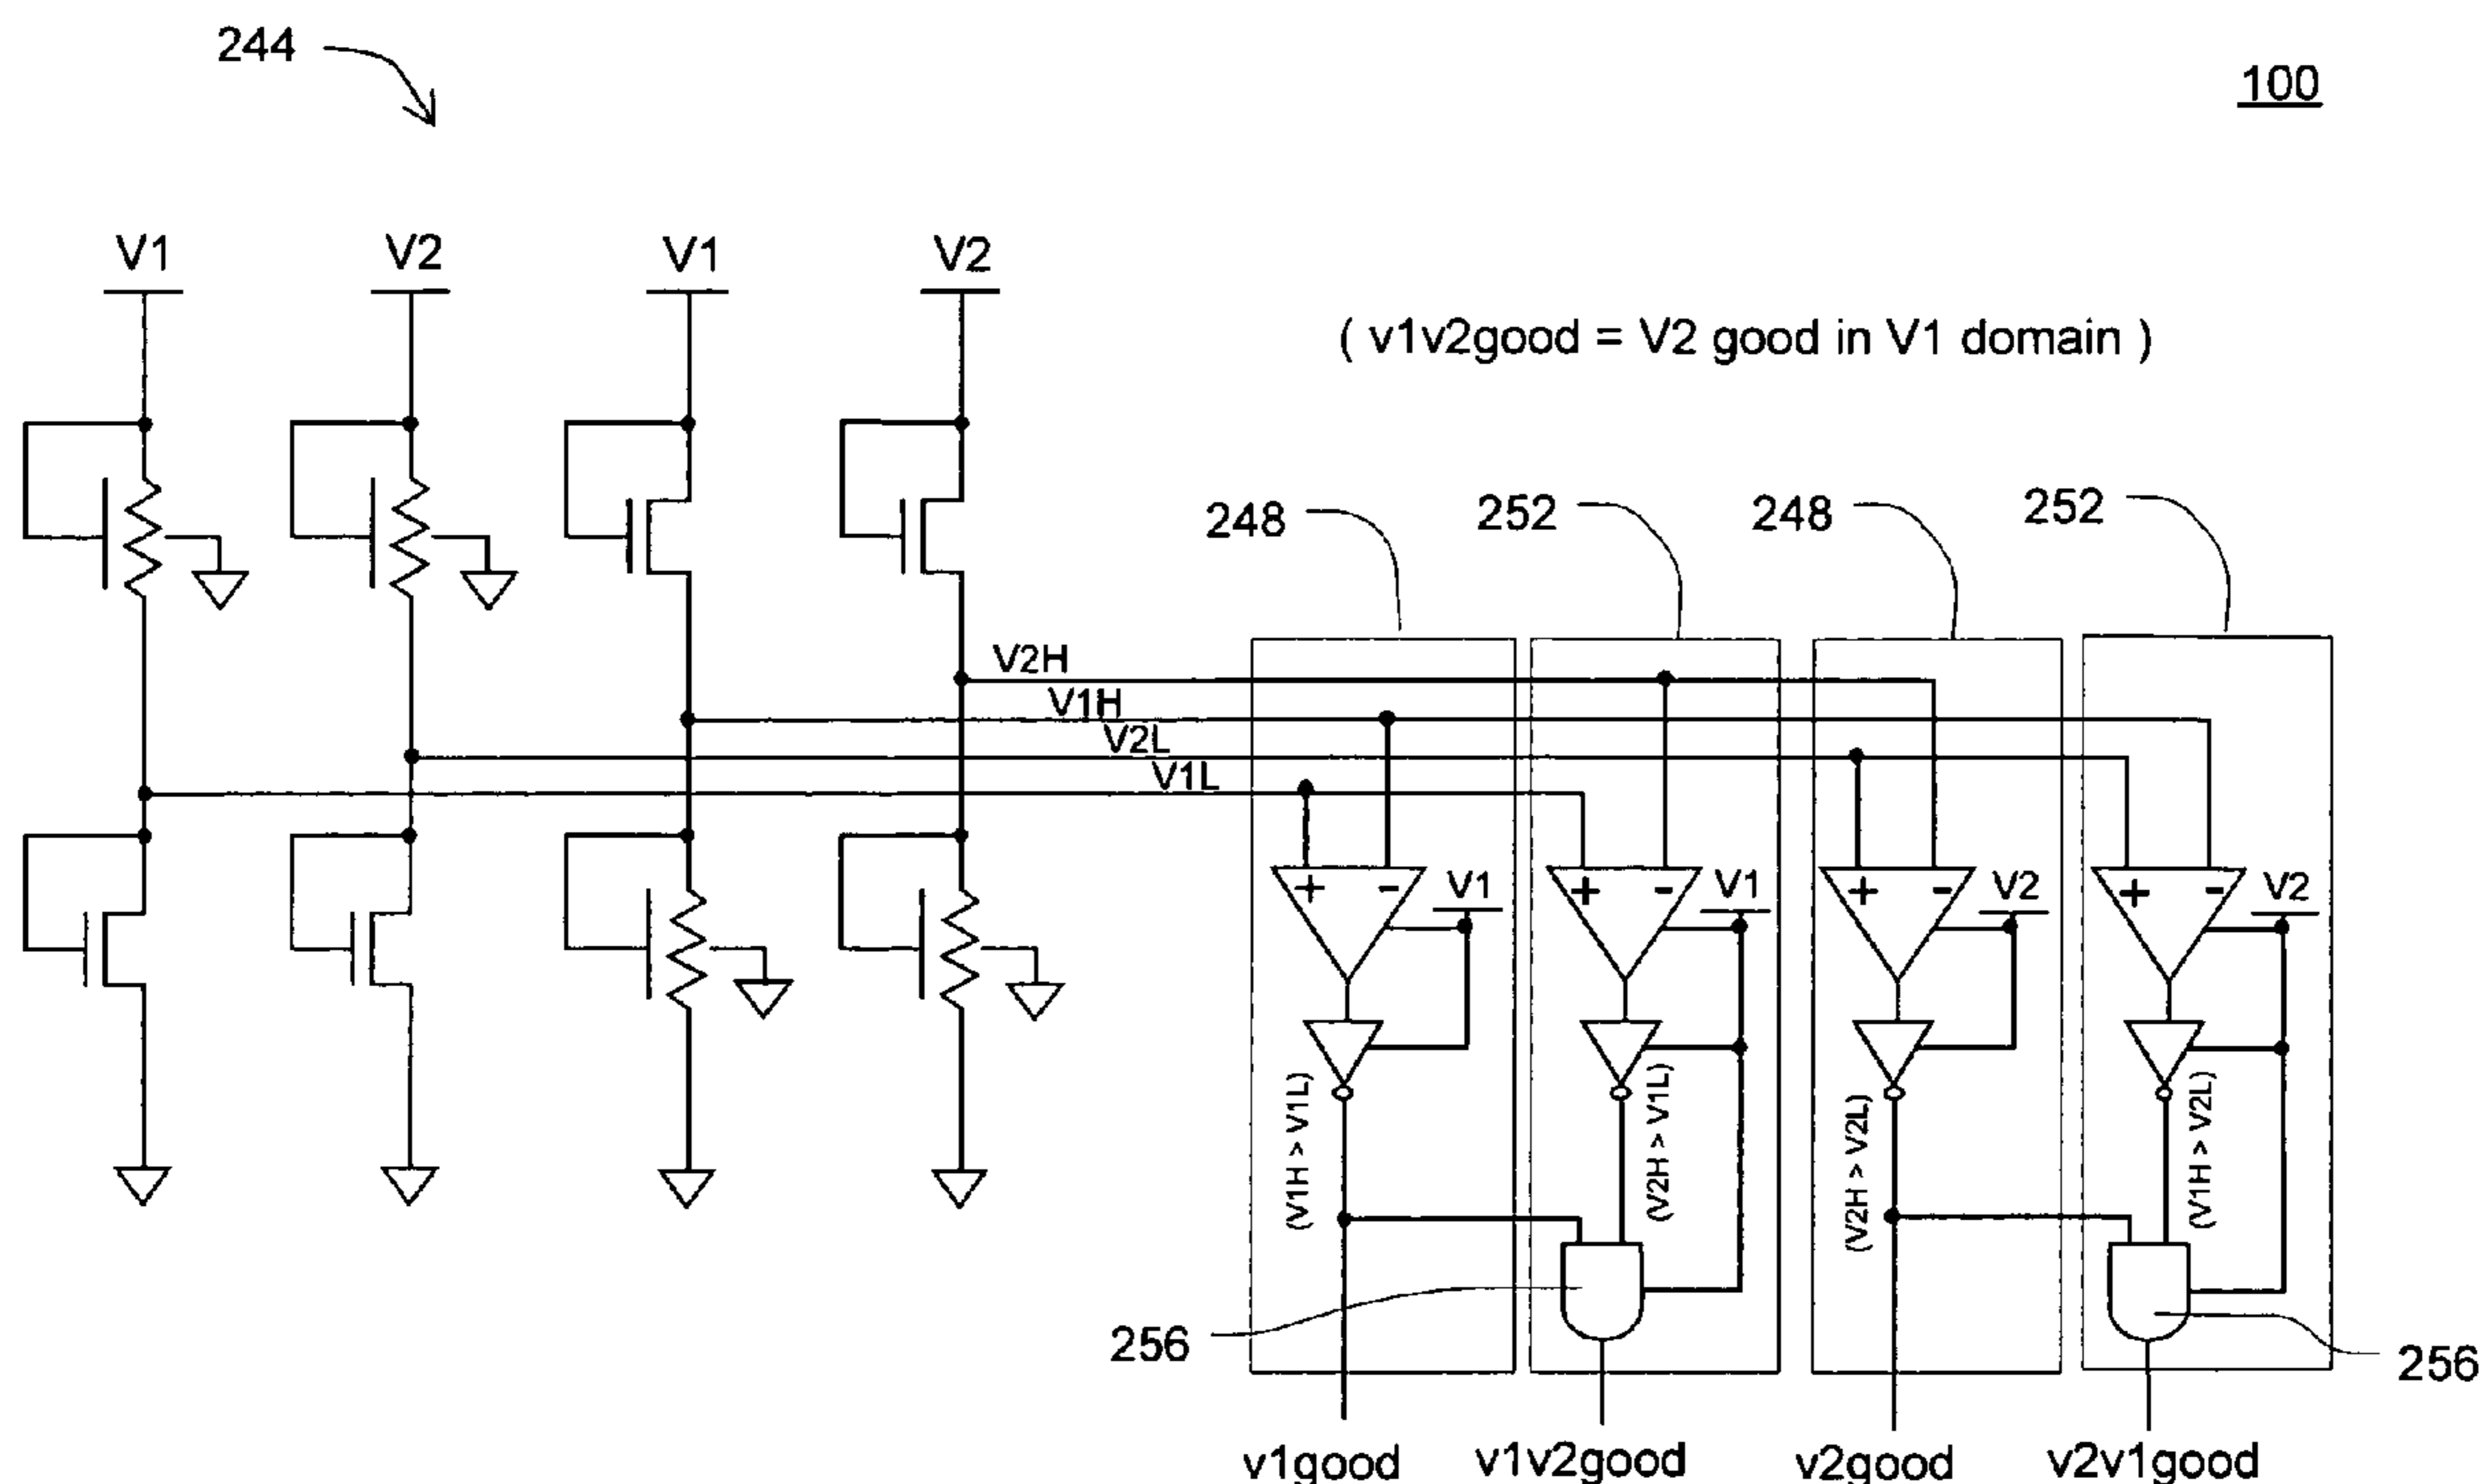 244
100
V1 V2 V1 V2
( v1v2good = V2 good in V1 domain )
248 252 248 252
V2H
V1H
V2L
V1L
+ - V1 + - V1 + - V2 + - V2
(V1H > V1L) (V2H > V1L) (V2H > V2L) (V1H > V2L)
256 256
v1good v1v2good v2good v2v1good